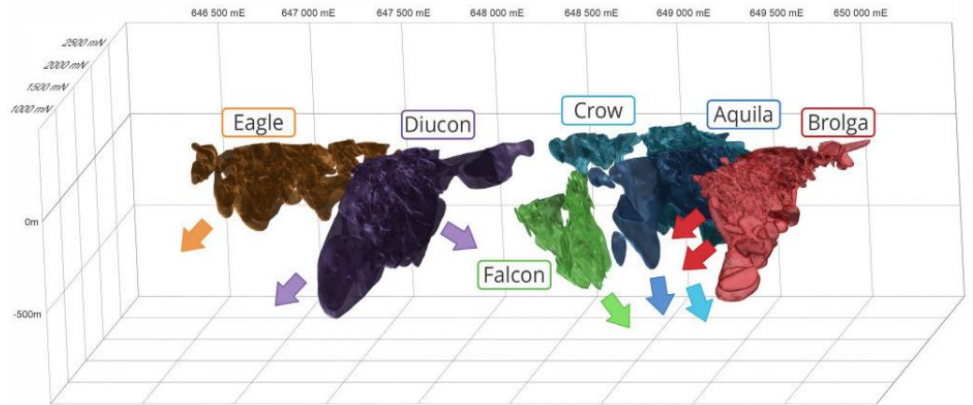 646 500 mE 647 000 mE 647 500 mE 648 000 mE 648 500 mE 649 000 mE 649 500 mE 650 000 mE
2500 mN
2000 mN
1500 mN
1000 mN
Eagle
Diucon
Crow
Aquila
Brolga
0m
Falcon
-500m